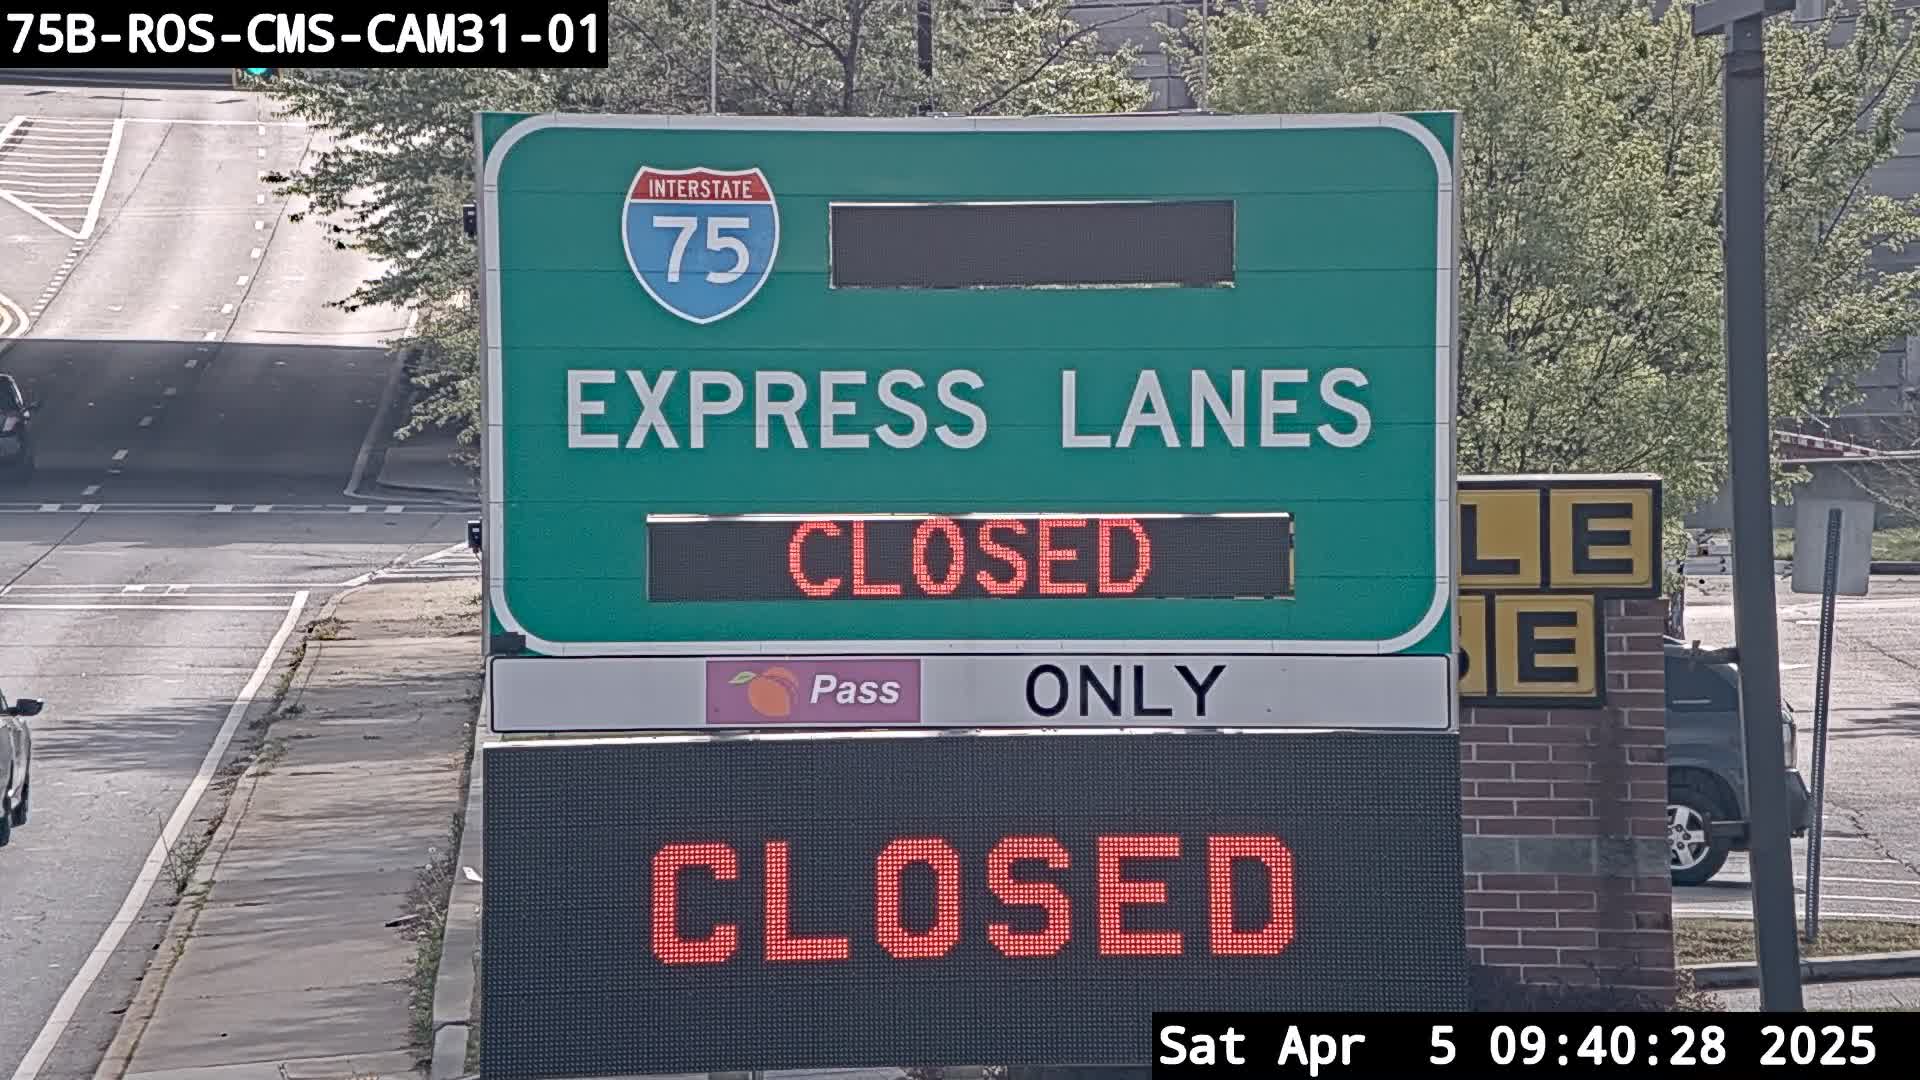 75B-ROS-CMS-CAM31-01
INTERSTATE
75
EXPRESS LANES
CLOSED
Pass ONLY
CLOSED
LE
E
Sat Apr 5 09:40:28 2025